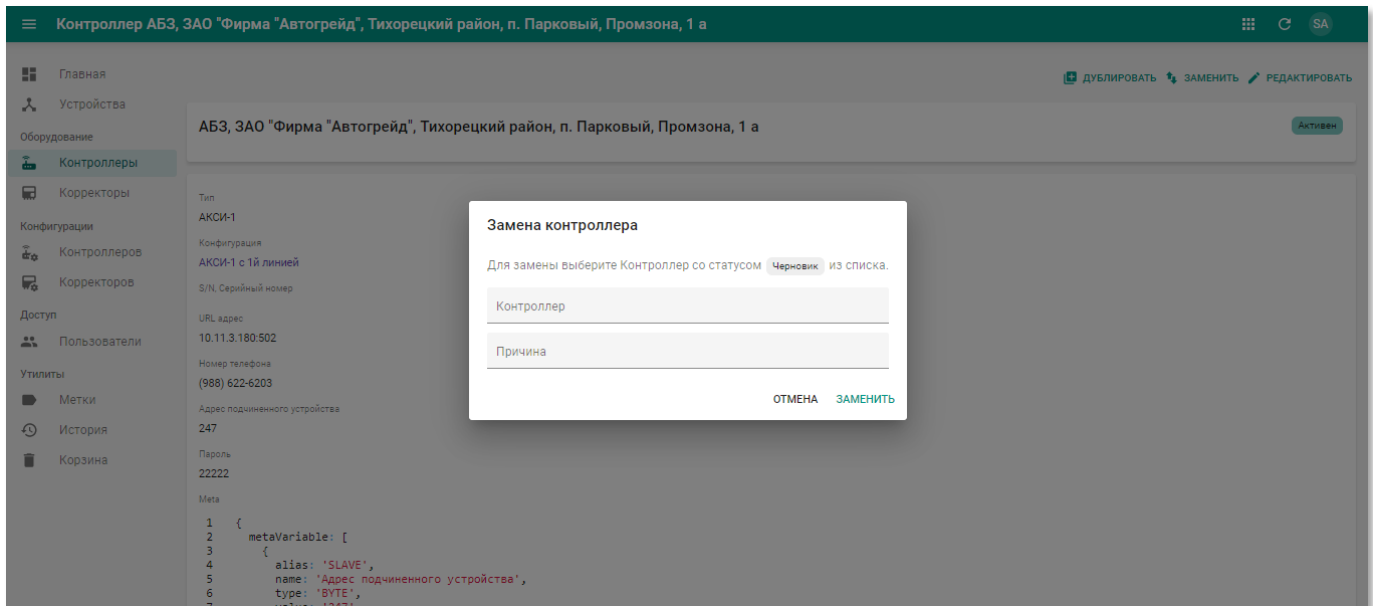 Контроллер АБЗ, ЗАО "Фирма "Автогрейд", Тихорецкий район, п. Парковый, Промзона, 1 а
SA
Главная
Устройства
Оборудование
Контроллеры
Корректоры
Конфигурации
Контроллеров
Корректоров
Доступ
Пользователи
Утилиты
Метки
История
Корзина
ДУБЛИРОВАТЬ ЗАМЕНИТЬ РЕДАКТИРОВАТЬ
АБЗ, ЗАО "Фирма "Автогрейд", Тихорецкий район, п. Парковый, Промзона, 1 а
Активен
Тип
АКСИ-1
Конфигурация
АКСИ-1 с 1й линией
S/N, Серийный номер
URL адрес
10.11.3.180:502
Номер телефона
(988) 622-6203
Адрес подчиненного устройства
247
Пароль
22222
Meta
1 {
2 metaVariable: [
3 {
4 alias: 'SLAVE',
5 name: 'Адрес подчиненного устройства',
6 type: 'BYTE',
Замена контроллера
Для замены выберите Контроллер со статусом Черновик из списка.
Контроллер
Причина
ОТМЕНА ЗАМЕНИТЬ